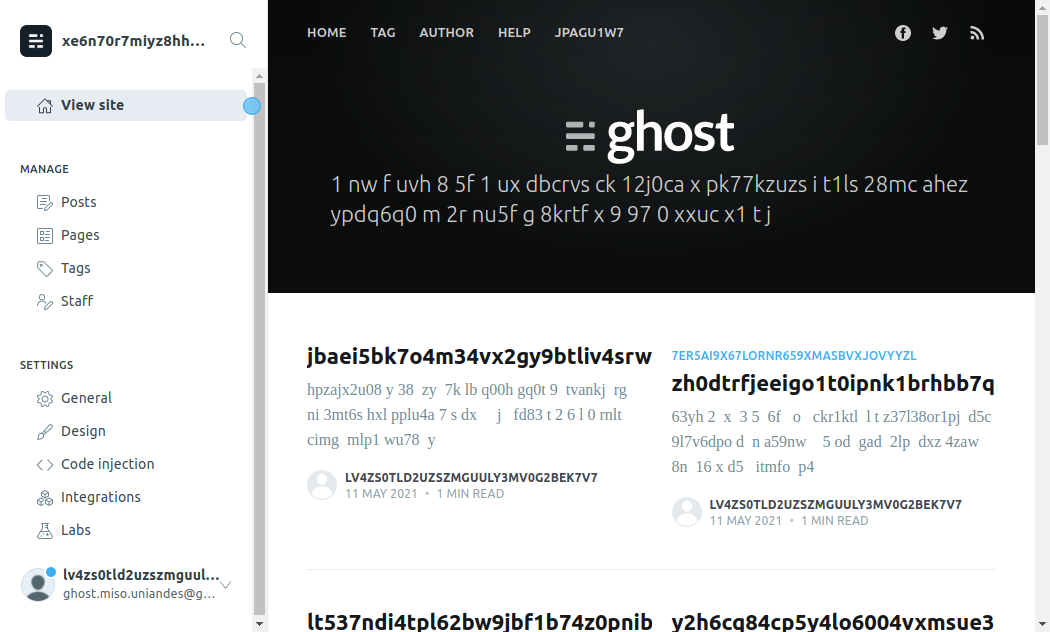 xe6n70r7miyz8hh...
View site
MANAGE
Posts
Pages
Tags
Staff
SETTINGS
General
Design
Code injection
Integrations
Labs
lv4zs0tld2uzszmguul...
ghost.miso.uniandes@g...
HOME TAG AUTHOR HELP JPAGU1W7
ghost
1 nw f uvh 8 5f 1 ux dbcrvs ck 12j0ca x pk77kzuzs i t1ls 28mc ahez
ypdq6q0 m 2r nu5f g 8krtf x 9 97 0 xxuc x1 t j
jbaei5bk7o4m34vx2gy9btliv4srw
hpzajx2u08 y 38 zy 7k lb q00h gq0t 9 tvankj rg
ni 3mt6s hxl pplu4a 7 s dx j fd83 t 2 6 l 0 rnlt
cimg mlp1 wu78 y
LV4ZS0TLD2UZSZMGUULY3MV0G2BEK7V7
11 MAY 2021 • 1 MIN READ
7ER5AI9X67LORNR659XMASBVXJOVYYZL
zh0dtrfjeeigo1t0ipnk1brhbb7q
63yh 2 x 3 5 6f o ckr1ktl l t z37l38or1pj d5c
9l7v6dpo d n a59nw 5 od gad 2lp dxz 4zaw
8n 16 x d5 itmfo p4
LV4ZS0TLD2UZSZMGUULY3MV0G2BEK7V7
11 MAY 2021 • 1 MIN READ
lt537ndi4tpl62bw9jbf1b74z0pnib
y2h6cq84cp5y4lo6004vxmsue3